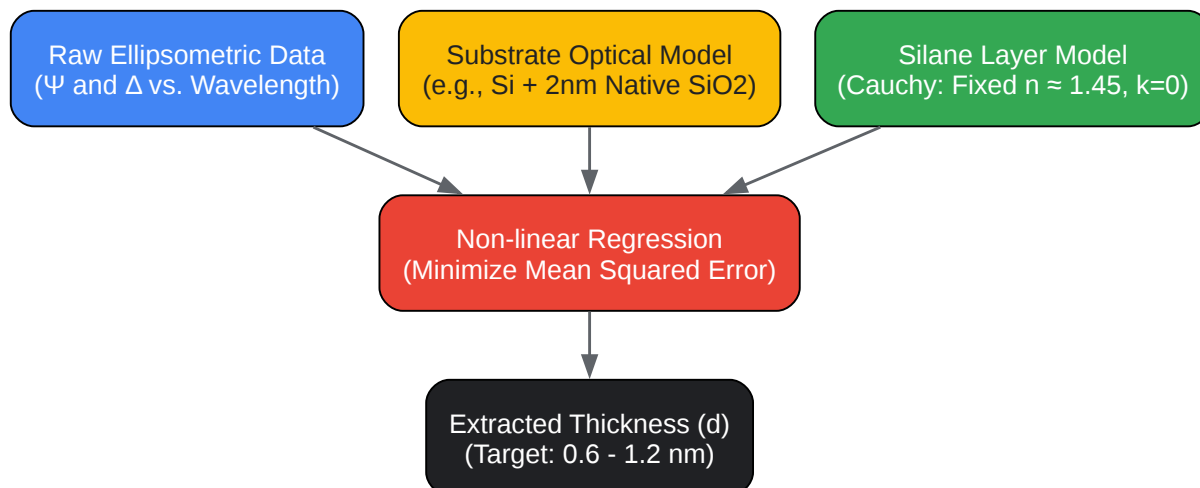 Raw Ellipsometric Data
(Ψ and Δ vs. Wavelength)
Substrate Optical Model
(e.g., Si + 2nm Native SiO2)
Silane Layer Model
(Cauchy: Fixed n ≈ 1.45, k=0)
Non-linear Regression
(Minimize Mean Squared Error)
Extracted Thickness (d)
(Target: 0.6 - 1.2 nm)